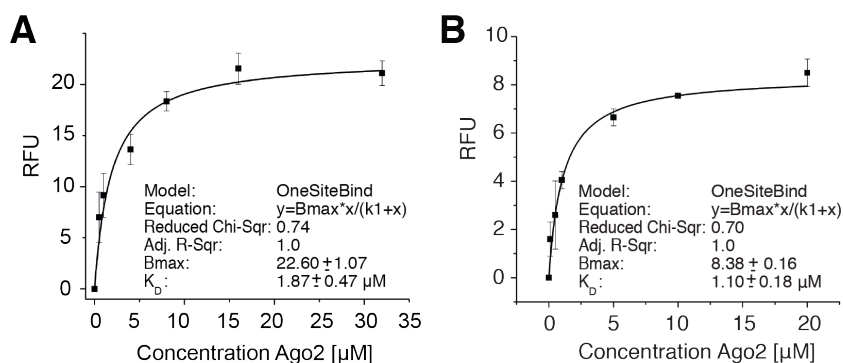 A
RFU
20
15
10
5
0
0 5 10 15 20 25 30 35
Concentration Ago2 [µM]
Model: OneSiteBind
Equation: y=Bmax*x/(k1+x)
Reduced Chi-Sqr: 0.74
Adj. R-Sqr: 1.0
Bmax: 22.60 ± 1.07
KD: 1.87 ± 0.47 µM
B
RFU
10
8
6
4
2
0
0 5 10 15 20
Concentration Ago2 [µM]
Model: OneSiteBind
Equation: y=Bmax*x/(k1+x)
Reduced Chi-Sqr: 0.70
Adj. R-Sqr: 1.0
Bmax: 8.38 ± 0.16
KD: 1.10 ± 0.18 µM